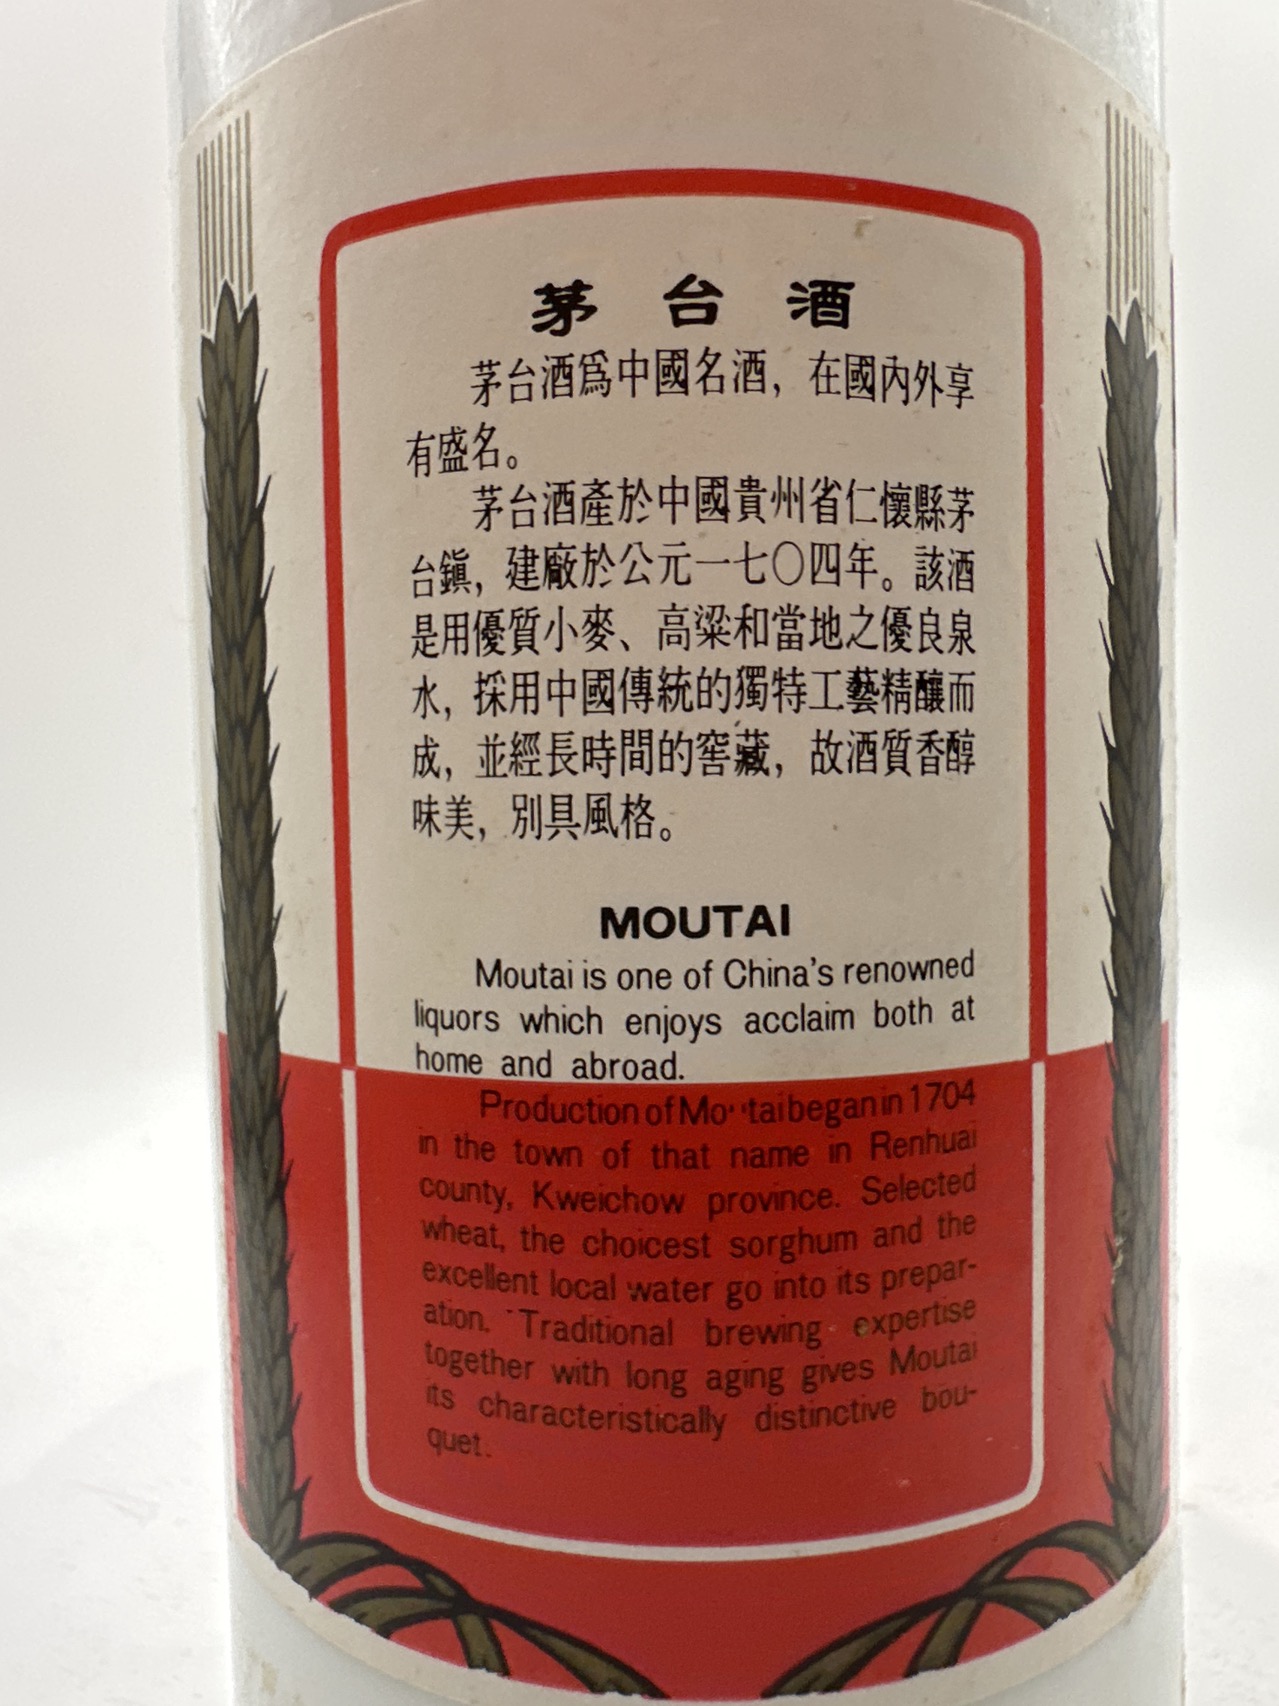 茅台酒
茅台酒爲中國名酒，在國內外享
有盛名。
茅台酒產於中國貴州省仁懷縣茅
台鎮，建廠於公元一七〇四年。該酒
是用優質小麥、高粱和當地之優良泉
水，採用中國傳統的獨特工藝精釀而
成，並經長時間的窖藏，故酒質香醇
味美，別具風格。
MOUTAI
Moutai is one of China's renowned
liquors which enjoys acclaim both at
home and abroad.
Production of Moutai began in 1704
in the town of that name in Renhuai
county, Kweichow province. Selected
wheat, the choicest sorghum and the
excellent local water go into its prepar-
ation. Traditional brewing expertise
together with long aging gives Moutai
its characteristically distinctive bou-
quet.